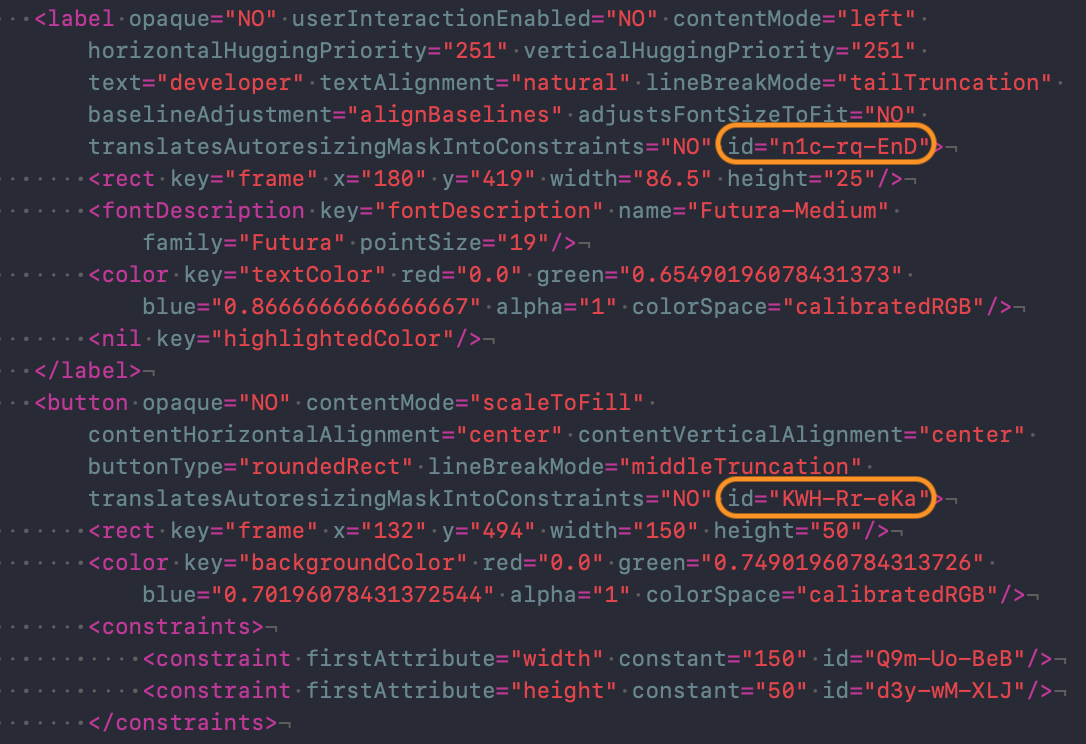 <label opaque="NO" userInteractionEnabled="NO" contentMode="left"
horizontalHuggingPriority="251" verticalHuggingPriority="251"
text="developer" textAlignment="natural" lineBreakMode="tailTruncation"
baselineAdjustment="alignBaselines" adjustsFontSizeToFit="NO"
translatesAutoresizingMaskIntoConstraints="NO" id="n1c-rq-EnD">
<rect key="frame" x="180" y="419" width="86.5" height="25"/>
<fontDescription key="fontDescription" name="Futura-Medium"
family="Futura" pointSize="19"/>
<color key="textColor" red="0.0" green="0.65490196078431373"
blue="0.8666666666666667" alpha="1" colorSpace="calibratedRGB"/>
<nil key="highlightedColor"/>
</label>
<button opaque="NO" contentMode="scaleToFill"
contentHorizontalAlignment="center" contentVerticalAlignment="center"
buttonType="roundedRect" lineBreakMode="middleTruncation"
translatesAutoresizingMaskIntoConstraints="NO" id="KWH-Rr-eKa">
<rect key="frame" x="132" y="494" width="150" height="50"/>
<color key="backgroundColor" red="0.0" green="0.74901960784313726"
blue="0.70196078431372544" alpha="1" colorSpace="calibratedRGB"/>
<constraints>
<constraint firstAttribute="width" constant="150" id="Q9m-Uo-BeB"/>
<constraint firstAttribute="height" constant="50" id="d3y-wM-XLJ"/>
</constraints>